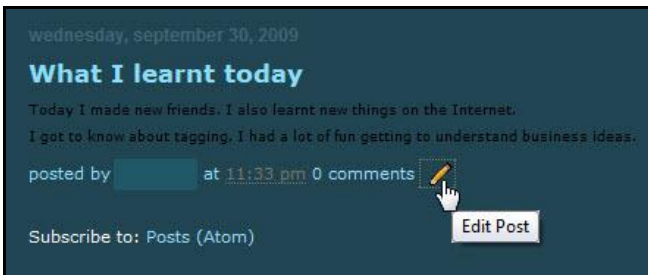 wednesday, september 30, 2009
What I learnt today
Today I made new friends. I also learnt new things on the Internet.
I got to know about tagging. I had a lot of fun getting to understand business ideas.
posted by at 11:33 pm 0 comments
Edit Post
Subscribe to: Posts (Atom)